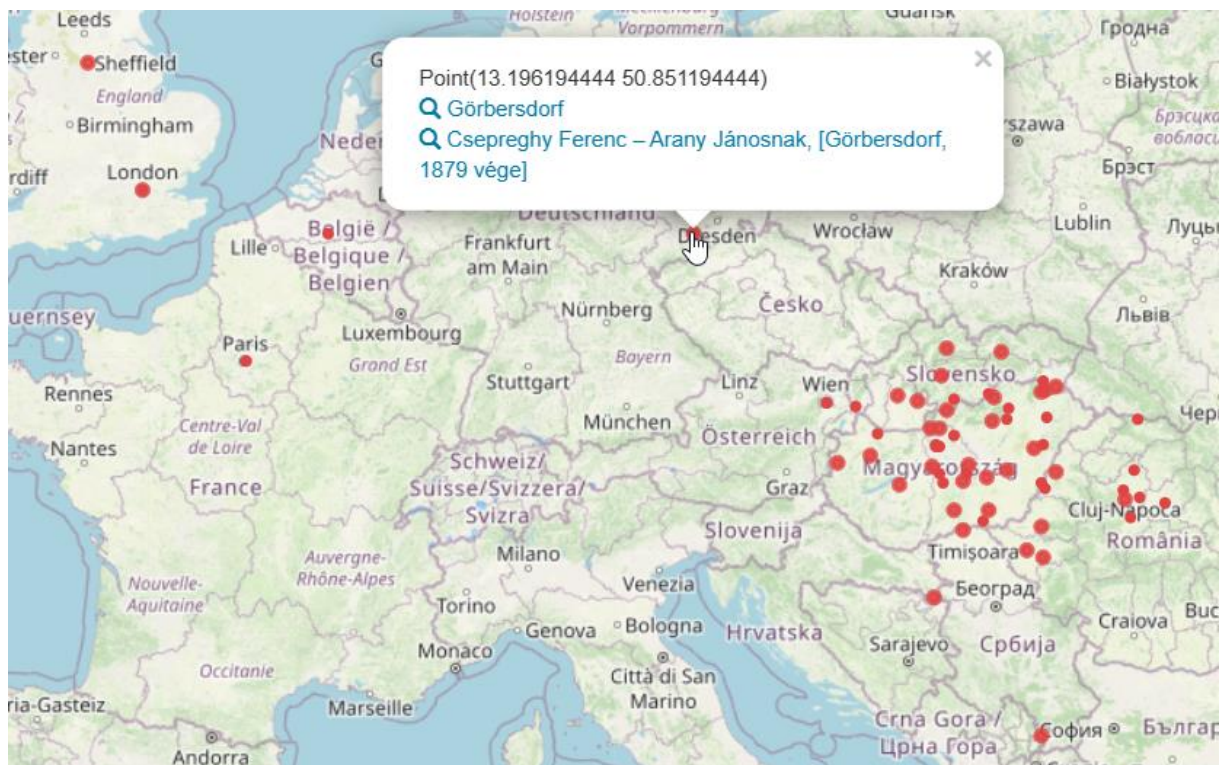 Leeds
Holstein
Vorpommern
Гродна
Sheffield
England
Birmingham
London
Point(13.196194444 50.851194444)
Görbersdorf
Csepreghy Ferenc – Arany Jánosnak, [Görbersdorf,
1879 vége]
×
Białystok
Брэст
Lublin
Deutschland
Dresden
Wrocław
Kraków
Львів
België /
Belgique /
Belgien
Lille
Frankfurt
am Main
Luxembourg
Nürnberg
Česko
Paris
Grand Est
Bayern
Stuttgart
Linz
Wien
Slovensko
Rennes
Centre-Val
de Loire
München
Österreich
Nantes
France
Schweiz/
Suisse/Svizzera/
Svizra
Graz
Magyarország
Cluj-Napoca
România
Slovenija
Timișoara
Milano
Venezia
Auvergne-
Rhône-Alpes
Nouvelle-
Aquitaine
Torino
Genova
Bologna
Hrvatska
Београд
Craiova
Monaco
Sarajevo
Србија
Occitanie
Città di San
Marino
Marseille
Crna Gora /
Црна Гора
София
Andorra